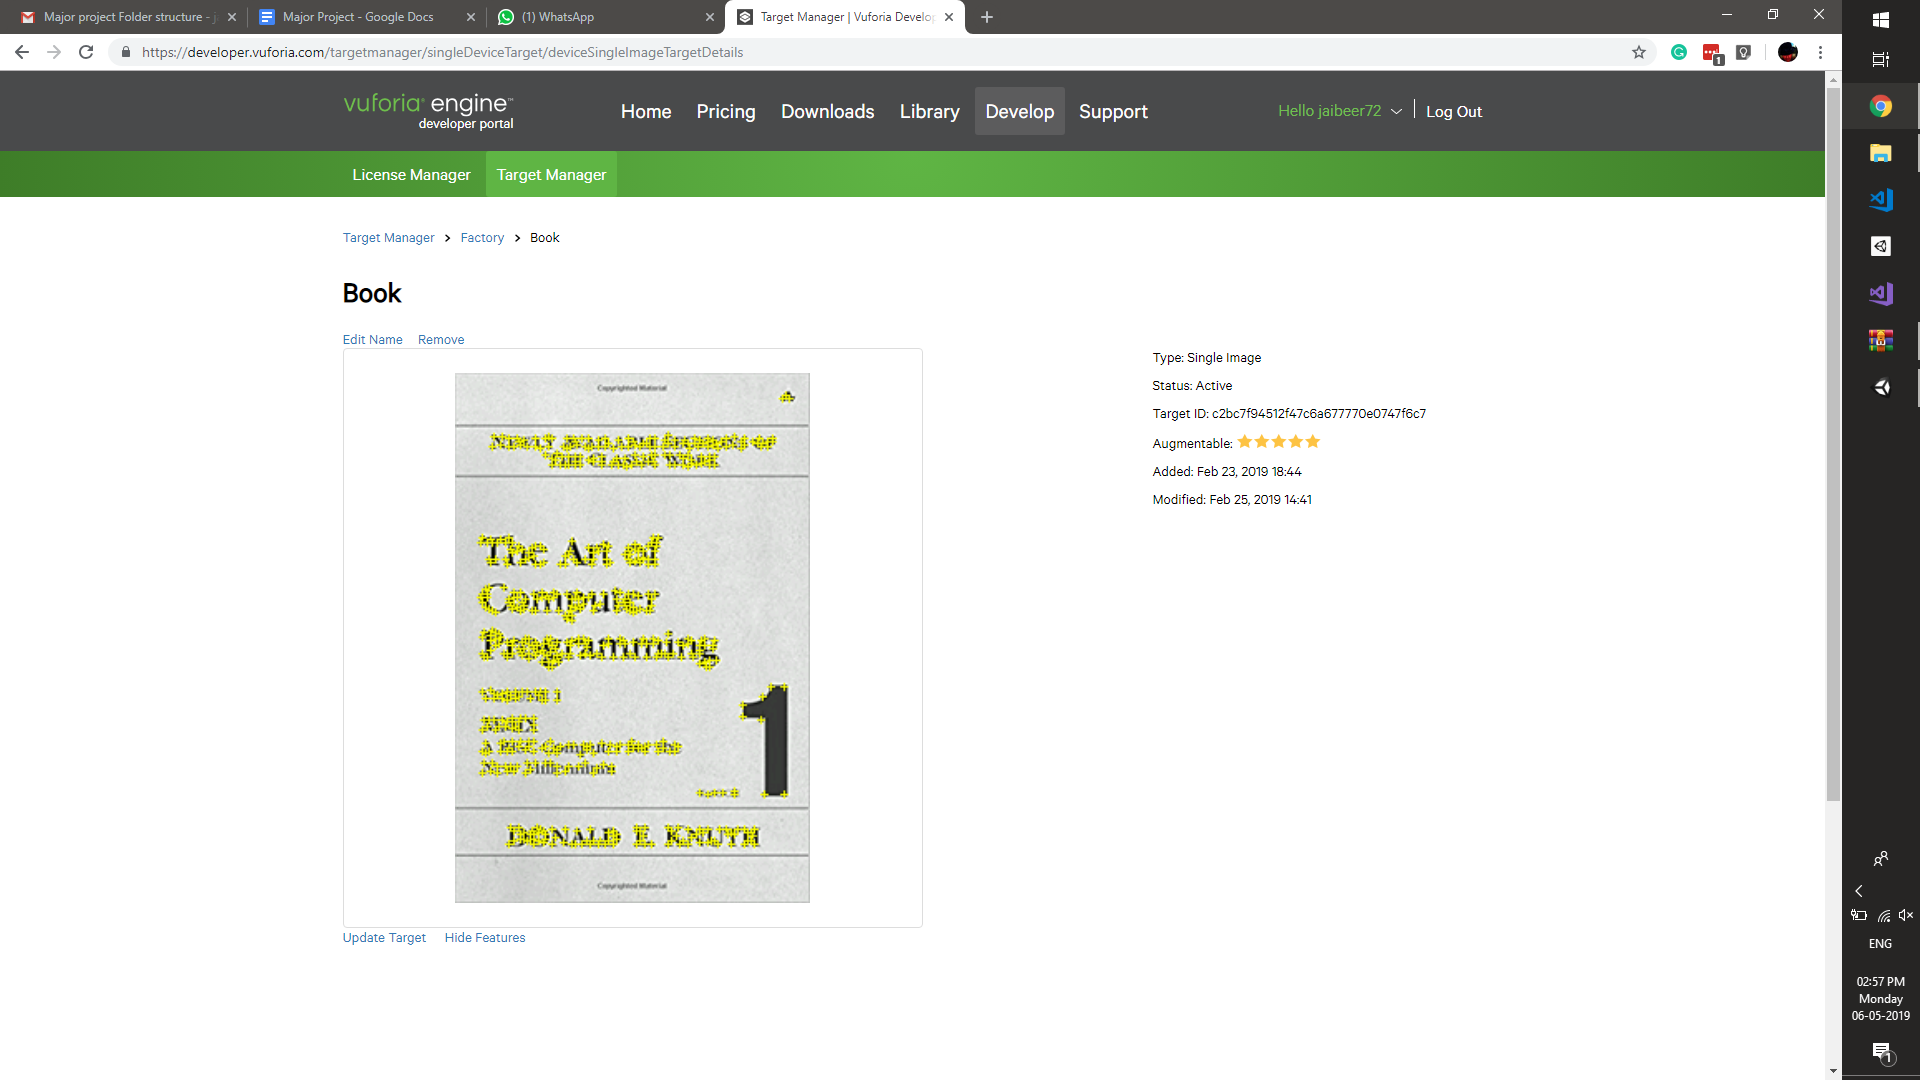 Major project Folder structure - j
Major Project - Google Docs
(1) WhatsApp
Target Manager | Vuforia Develop
https://developer.vuforia.com/targetmanager/singleDeviceTarget/deviceSingleImageTargetDetails
vuforia engine™
developer portal
Home
Pricing
Downloads
Library
Develop
Support
Hello jaibeer72
Log Out
License Manager
Target Manager
Target Manager > Factory > Book
Book
Edit Name
Remove
Copyrighted Material
NEWLY AVAILABLE SECTIONS OF
THE CLASSIC WORK
The Art of
Computer
Programming
VOLUME 1
MMIX
A RISC Computer for the
New Millennium
1
DONALD E. KNUTH
Copyrighted Material
Update Target
Hide Features
Type: Single Image
Status: Active
Target ID: c2bc7f94512f47c6a677770e0747f6c7
Augmentable:
Added: Feb 23, 2019 18:44
Modified: Feb 25, 2019 14:41
1
ENG
02:57 PM
Monday
06-05-2019
1